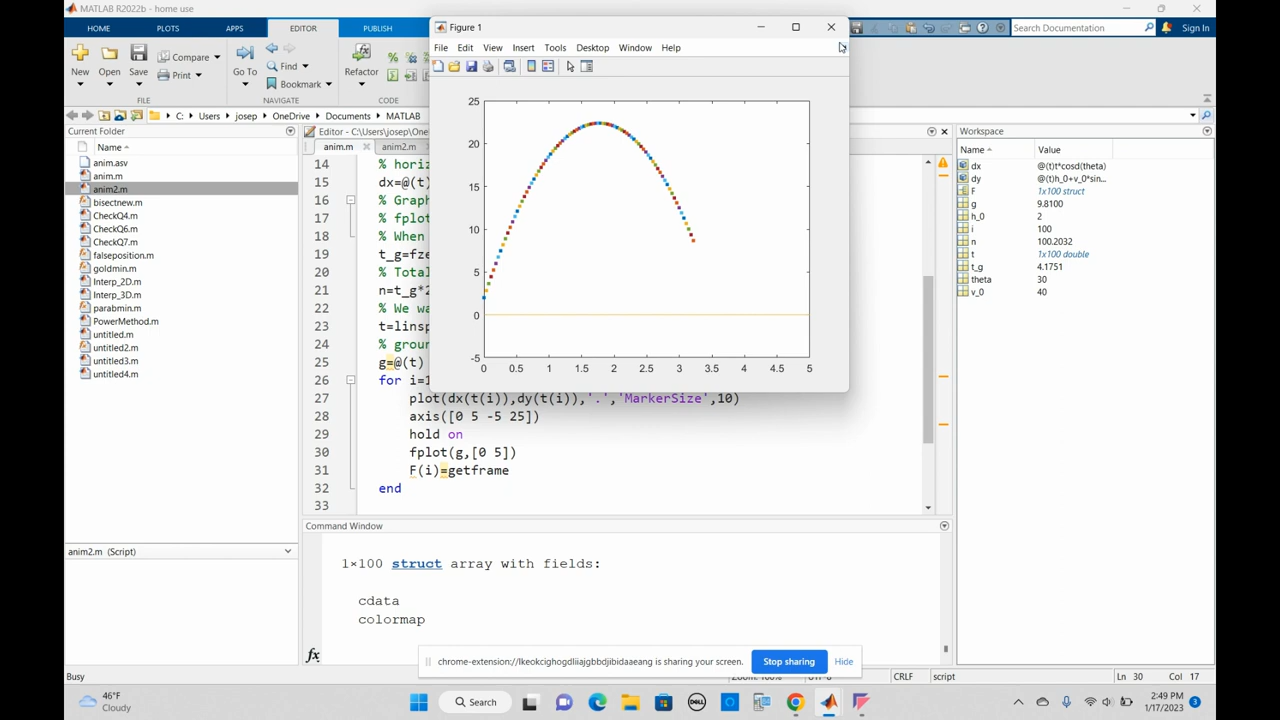 MATLAB R2022b - home use
HOME PLOTS APPS EDITOR PUBLISH
Search Documentation
Sign In
New Open Save Compare Print Go To Find Bookmark Refactor
FILE NAVIGATE CODE
C: Users josep OneDrive Documents MATLAB
Current Folder
Name
anim.asv
anim.m
anim2.m
bisectnew.m
CheckQ4.m
CheckQ6.m
CheckQ7.m
falseposition.m
goldmin.m
Interp_2D.m
Interp_3D.m
parabmin.m
PowerMethod.m
untitled.m
untitled2.m
untitled3.m
untitled4.m
anim2.m (Script)
Editor - C:\Users\josep\One
anim.m anim2.m
14 % horiz
15 dx=@(t)
16 % Graph
17 % fplot
18 % When
19 t_g=fze
20 % Total
21 n=t_g*2
22 % We wa
23 t=linsp
24 % ground
25 g=@(t)
26 for i=1
27 plot(dx(t(i)),dy(t(i)),'.','MarkerSize',10)
28 axis([0 5 -5 25])
29 hold on
30 fplot(g,[0 5])
31 F(i)=getframe
32 end
33
Figure 1
File Edit View Insert Tools Desktop Window Help
25
20
15
10
5
0
-5
0 0.5 1 1.5 2 2.5 3 3.5 4 4.5 5
Command Window
1×100 struct array with fields:
cdata
colormap
fx
Workspace
Name Value
dx @(t)t*cosd(theta)
dy @(t)h_0+v_0*sin...
F 1x100 struct
g 9.8100
h_0 2
i 100
n 100.2032
t 1x100 double
t_g 4.1751
theta 30
v_0 40
chrome-extension://lkeokcighogdliiajgbbdjibidaaeang is sharing your screen. Stop sharing Hide
Busy
CRLF script Ln 30 Col 17
46°F
Cloudy
Search
DELL
2:49 PM
1/17/2023
3